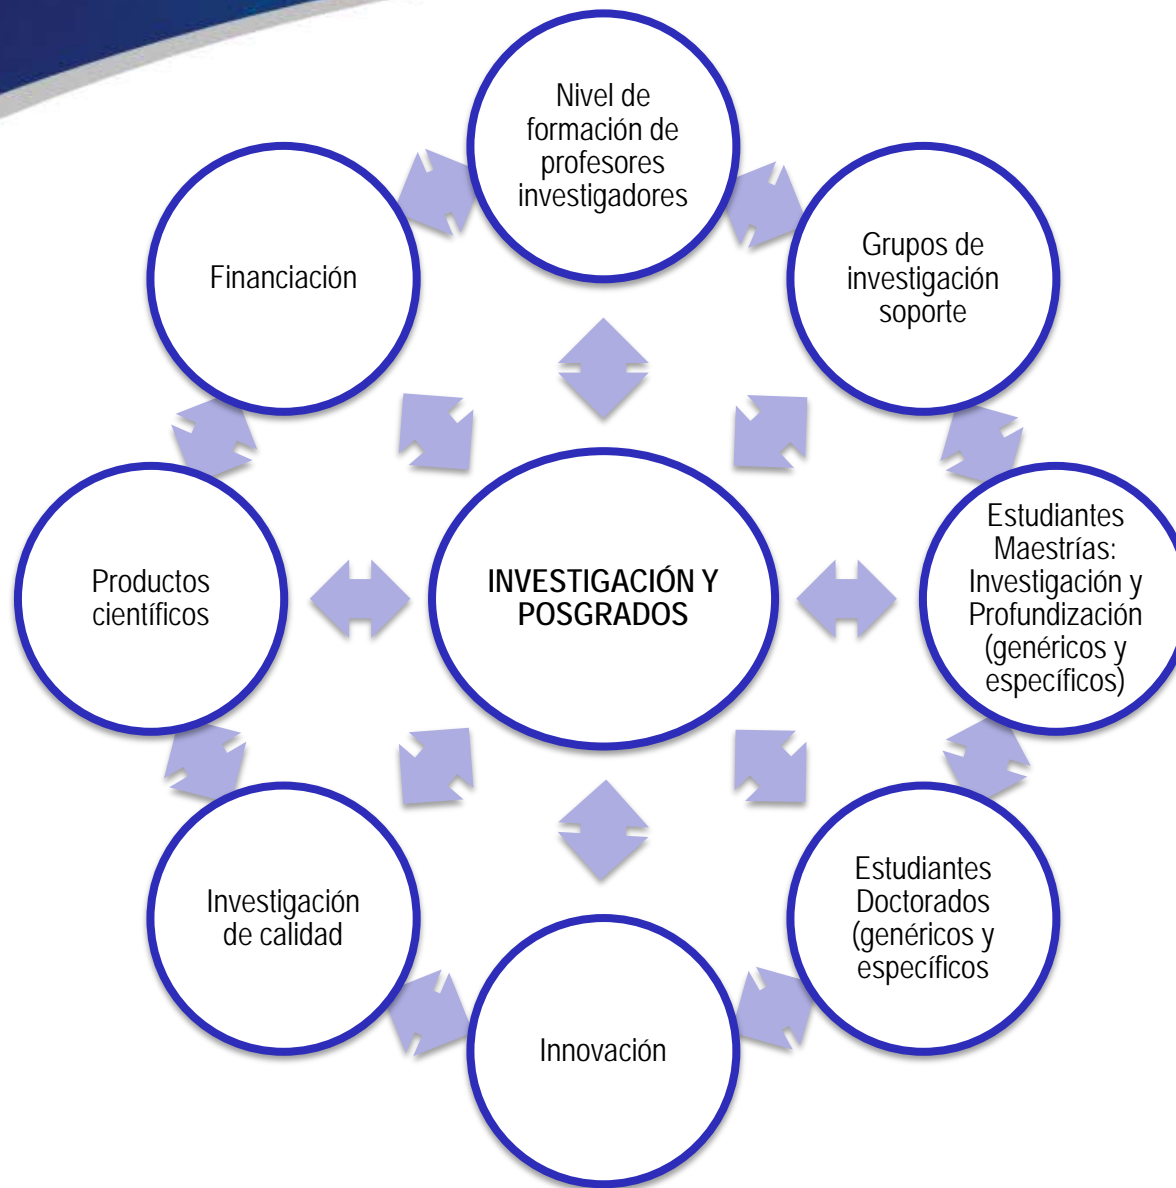 Nivel de
formación de
profesores
investigadores
Grupos de
investigación
soporte
Financiación
Estudiantes
Maestrías:
Investigación y
Profundización
(genéricos y
específicos)
INVESTIGACIÓN Y
POSGRADOS
Productos
científicos
Estudiantes
Doctorados
(genéricos y
específicos
Investigación
de calidad
Innovación